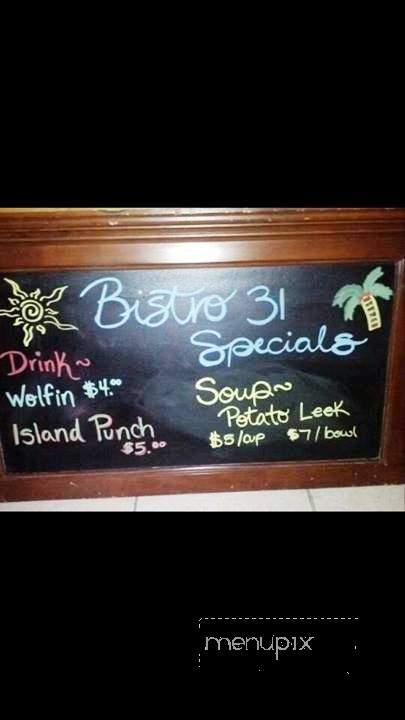 Bistro 31
Specials
Drink~
Wolfin $4.00
Island Punch
$5.00
Soup~
Potato Leek
$5/cup $7/bowl
menupix